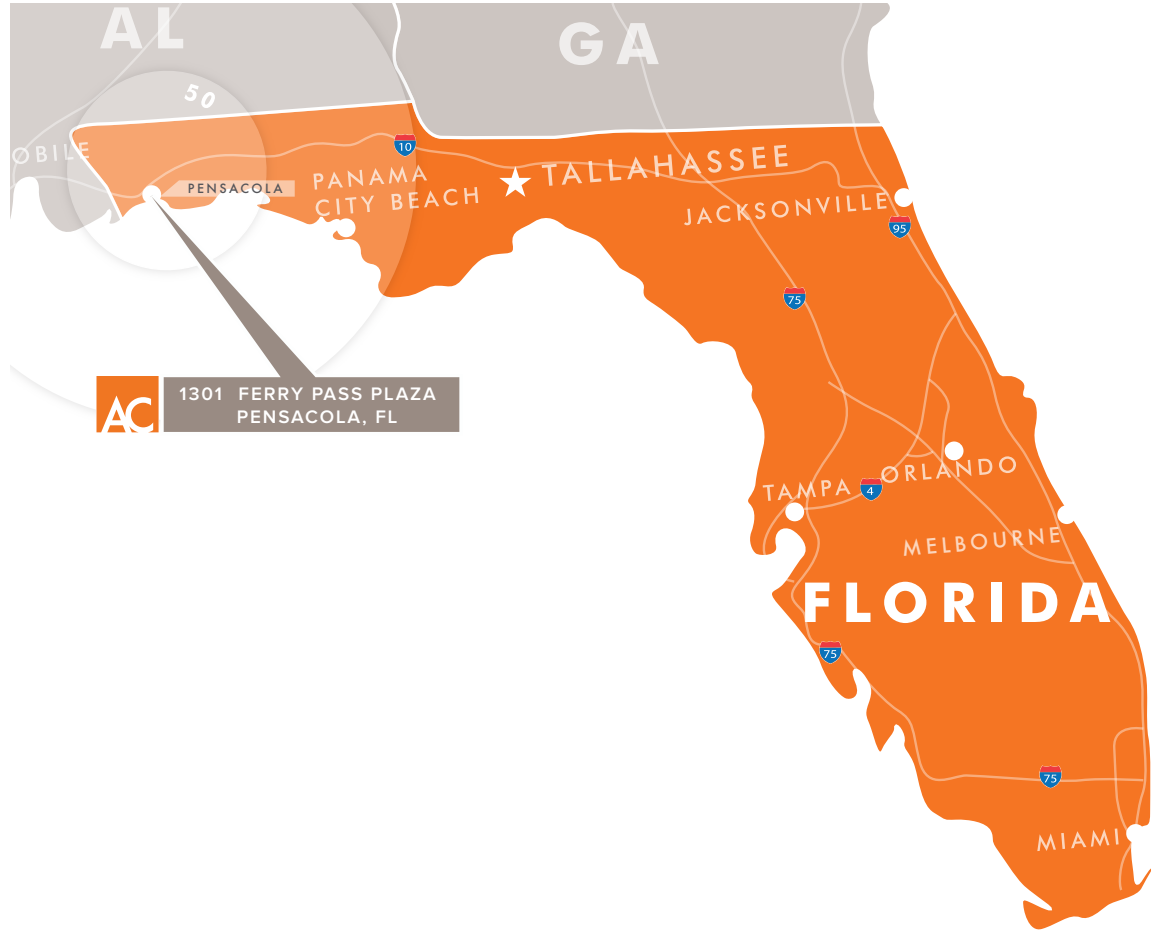 AL
GA
50
OBILE
10
PENSACOLA
PANAMA
CITY BEACH
TALLAHASSEE
JACKSONVILLE
95
75
AC
1301 FERRY PASS PLAZA
PENSACOLA, FL
ORLANDO
TAMPA
4
MELBOURNE
FLORIDA
75
75
MIAMI